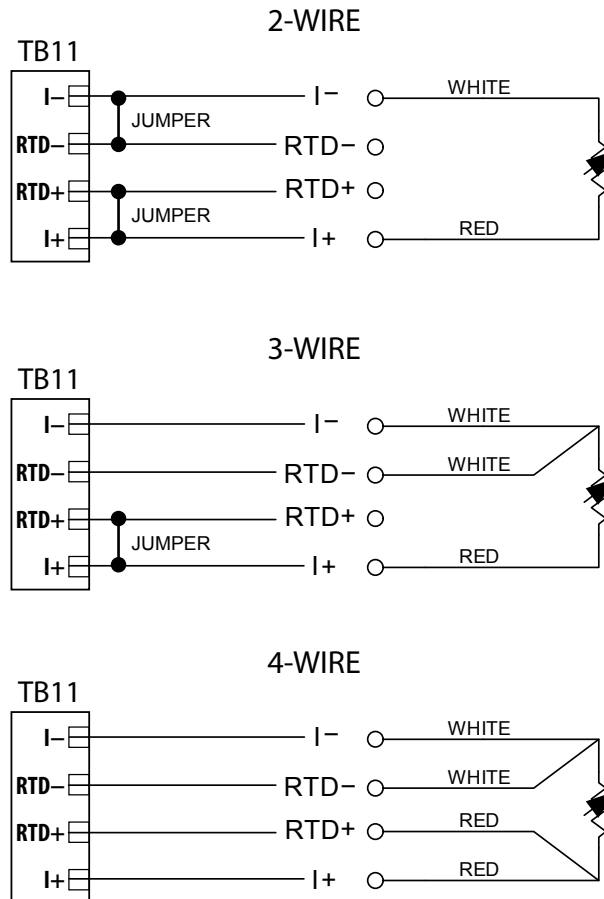 2-WIRE
TB11
I– I– WHITE
JUMPER
RTD– RTD–
RTD+ RTD+
JUMPER
I+ I+ RED
3-WIRE
TB11
I– I– WHITE
RTD– RTD– WHITE
RTD+ RTD+
JUMPER
I+ I+ RED
4-WIRE
TB11
I– I– WHITE
RTD– RTD– WHITE
RTD+ RTD+ RED
I+ I+ RED